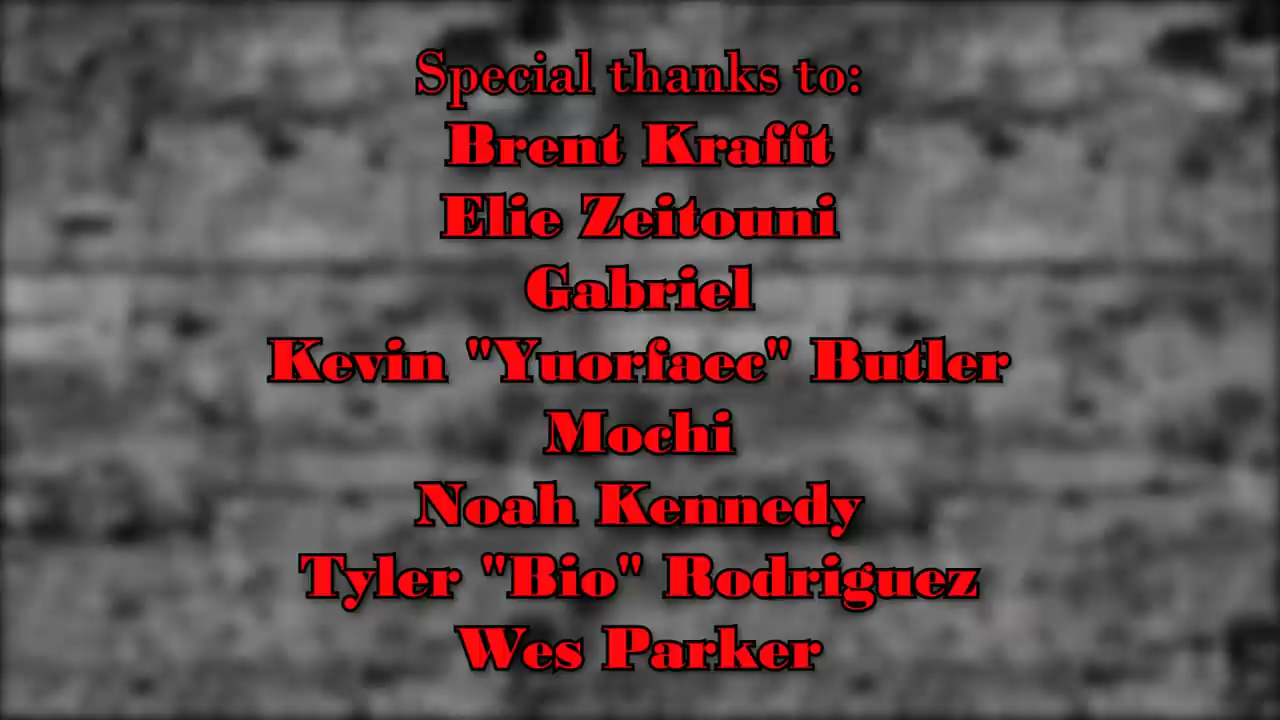 Special thanks to:
Brent Krafft
Elie Zeitouni
Gabriel
Kevin "Yuorfaec" Butler
Mochi
Noah Kennedy
Tyler "Bio" Rodriguez
Wes Parker